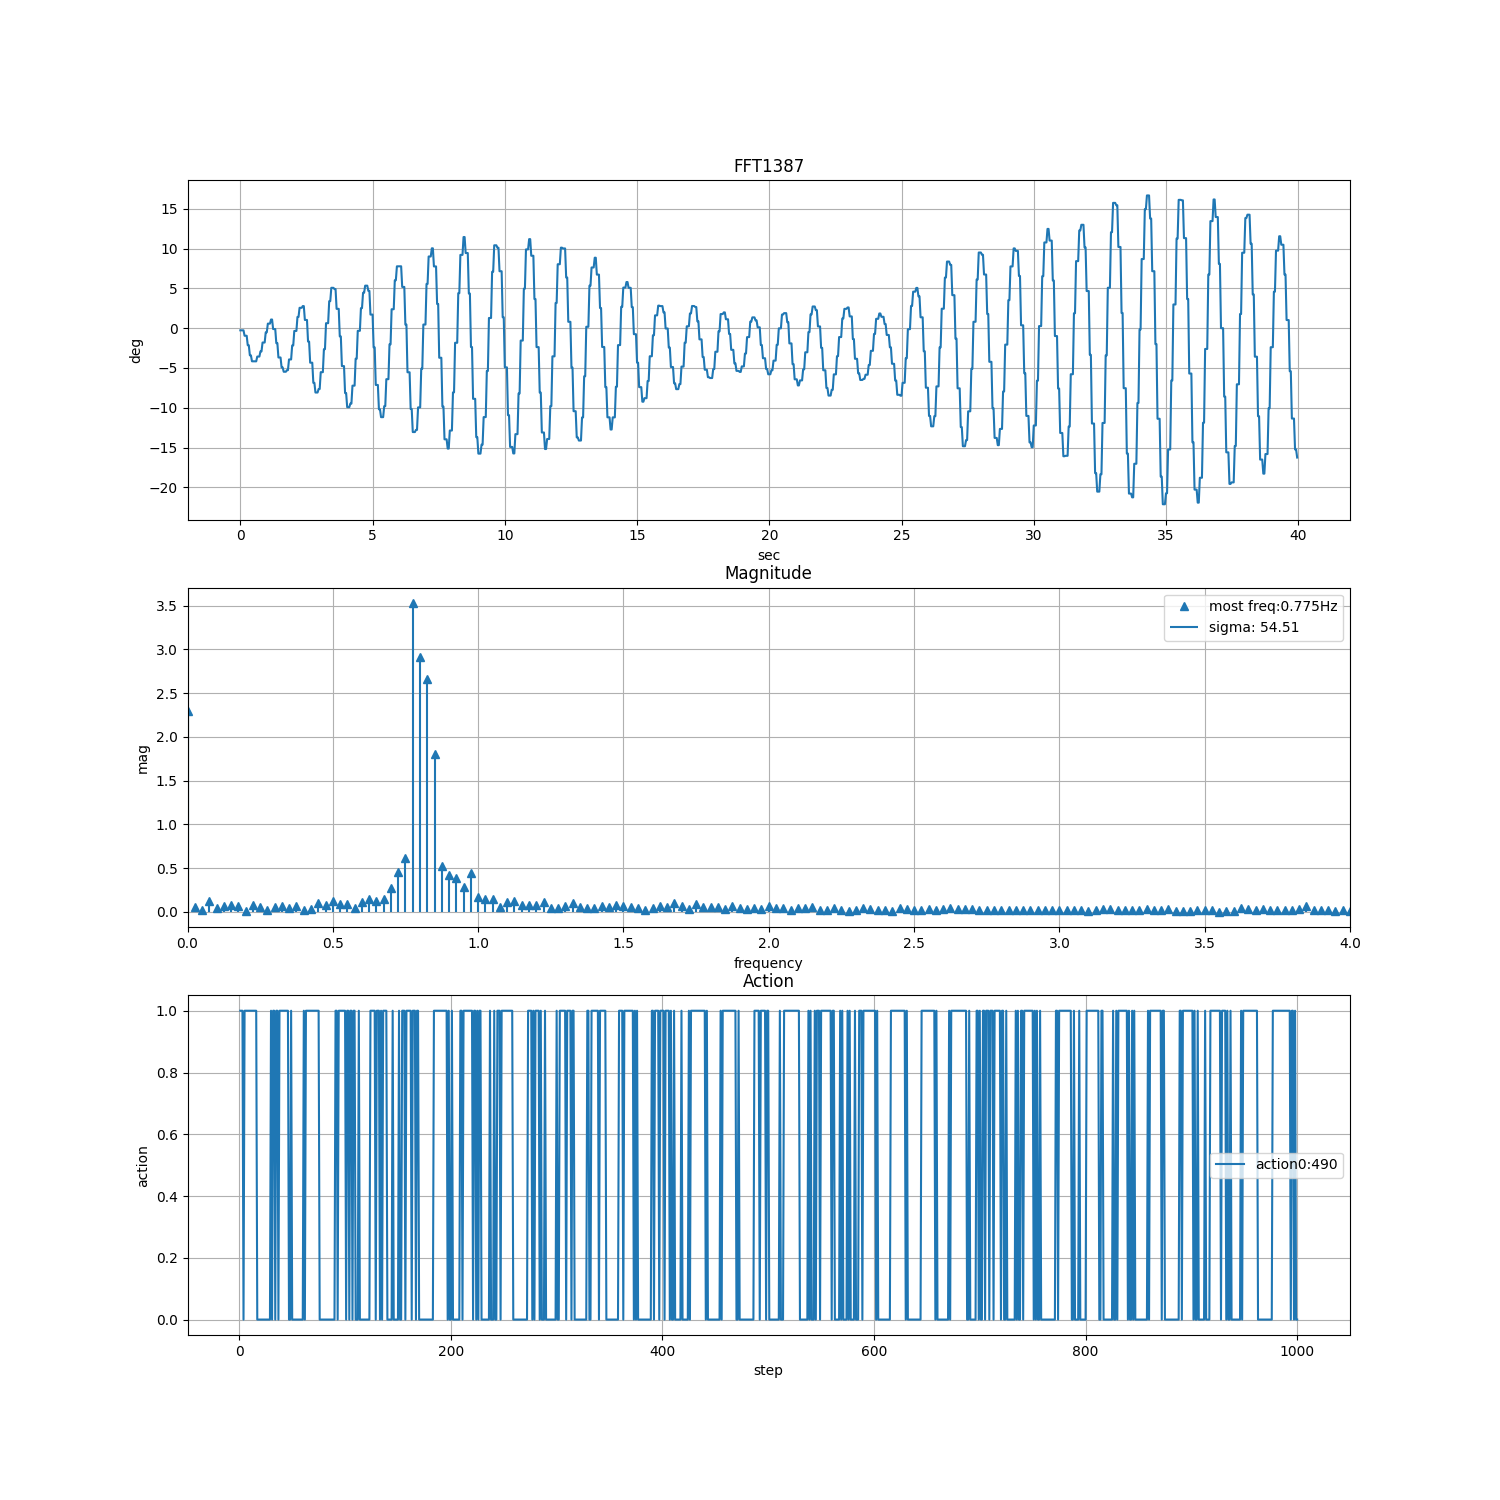 FFT1387
15
10
5
0
−5
−10
−15
−20
deg
0 5 10 15 20 25 30 35 40
sec
Magnitude
3.5
3.0
2.5
2.0
1.5
1.0
0.5
0.0
mag
most freq:0.775Hz
sigma: 54.51
0.0 0.5 1.0 1.5 2.0 2.5 3.0 3.5 4.0
frequency
Action
1.0
0.8
0.6
0.4
0.2
0.0
action
action0:490
0 200 400 600 800 1000
step